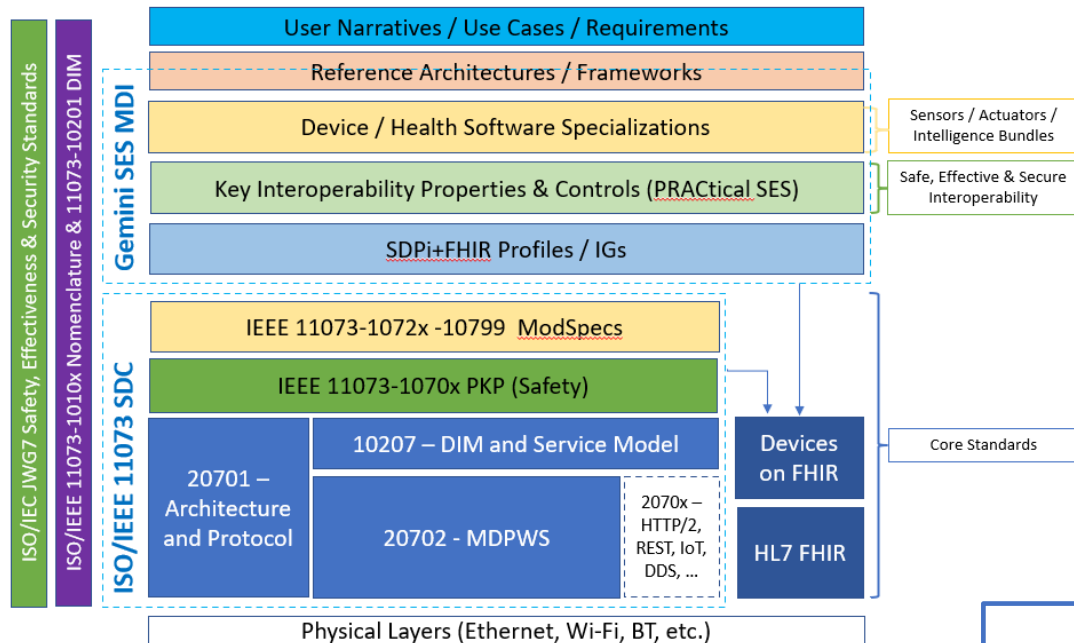 ISO/IEC JWG7 Safety, Effectiveness & Security Standards
ISO/IEEE 11073-1010x Nomenclature & 11073-10201 DIM
Gemini SES MDI
User Narratives / Use Cases / Requirements
Reference Architectures / Frameworks
Device / Health Software Specializations
Sensors / Actuators /
Intelligence Bundles
Key Interoperability Properties & Controls (PRACtical SES)
Safe, Effective & Secure
Interoperability
SDPi+FHIR Profiles / IGs
ISO/IEEE 11073 SDC
IEEE 11073-1072x -10799 ModSpecs
IEEE 11073-1070x PKP (Safety)
20701 –
Architecture
and Protocol
10207 – DIM and Service Model
20702 - MDPWS
2070x –
HTTP/2,
REST, IoT,
DDS, ...
Devices
on FHIR
HL7 FHIR
Core Standards
Physical Layers (Ethernet, Wi-Fi, BT, etc.)